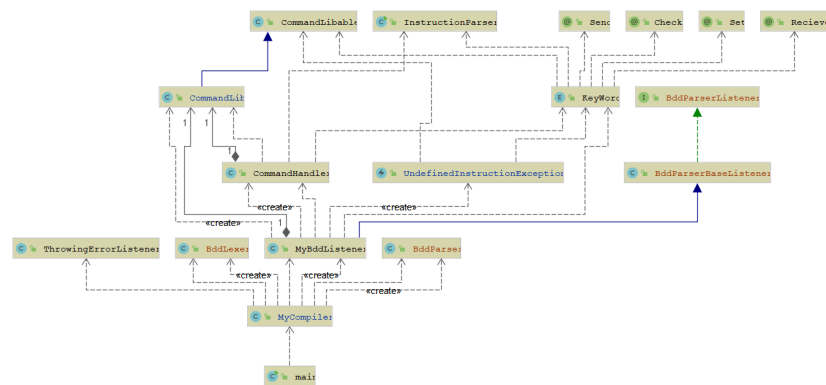 CommandLibable
InstructionParser
Send
Check
Set
Recieve
CommandLib
KeyWord
BddParserListener
1
1
1
CommandHandler
UndefinedInstructionException
BddParserBaseListener
«create»
«create»
«create»
1
ThrowingErrorListener
BddLexer
MyBddListener
BddParser
«create»
«create»
«create»
MyCompiler
main